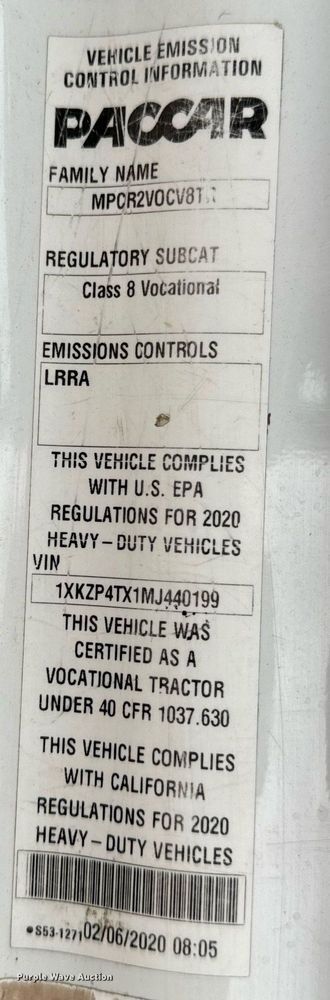 VEHICLE EMISSION
CONTROL INFORMATION
PACCAR
FAMILY NAME
REGULATORY SUBCAT
Class 8 Vocational
EMISSIONS CONTROLS
LRRA
THIS VEHICLE COMPLIES
WITH U.S. EPA
REGULATIONS FOR 2020
HEAVY-DUTY VEHICLES
VIN
1XKZP4TX1MJ440199
THIS VEHICLE WAS
CERTIFIED AS A
VOCATIONAL TRACTOR
UNDER 40 CFR 1037.630
THIS VEHICLE COMPLIES
WITH CALIFORNIA
REGULATIONS FOR 2020
HEAVY-DUTY VEHICLES
S53-1271 02/06/2020 08:05
Purple Wave Auction